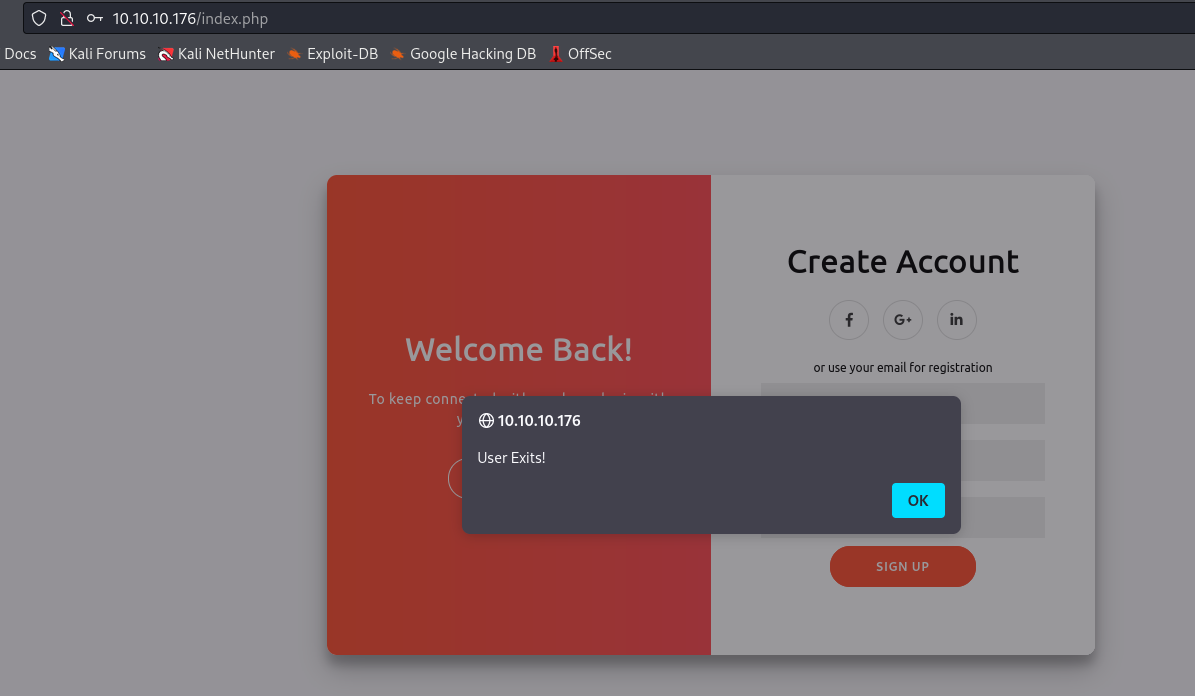 10.10.10.176/index.php
Docs Kali Forums Kali NetHunter Exploit-DB Google Hacking DB OffSec
Welcome Back!
To keep conne
y
10.10.10.176
User Exits!
OK
Create Account
f G+ in
or use your email for registration
SIGN UP